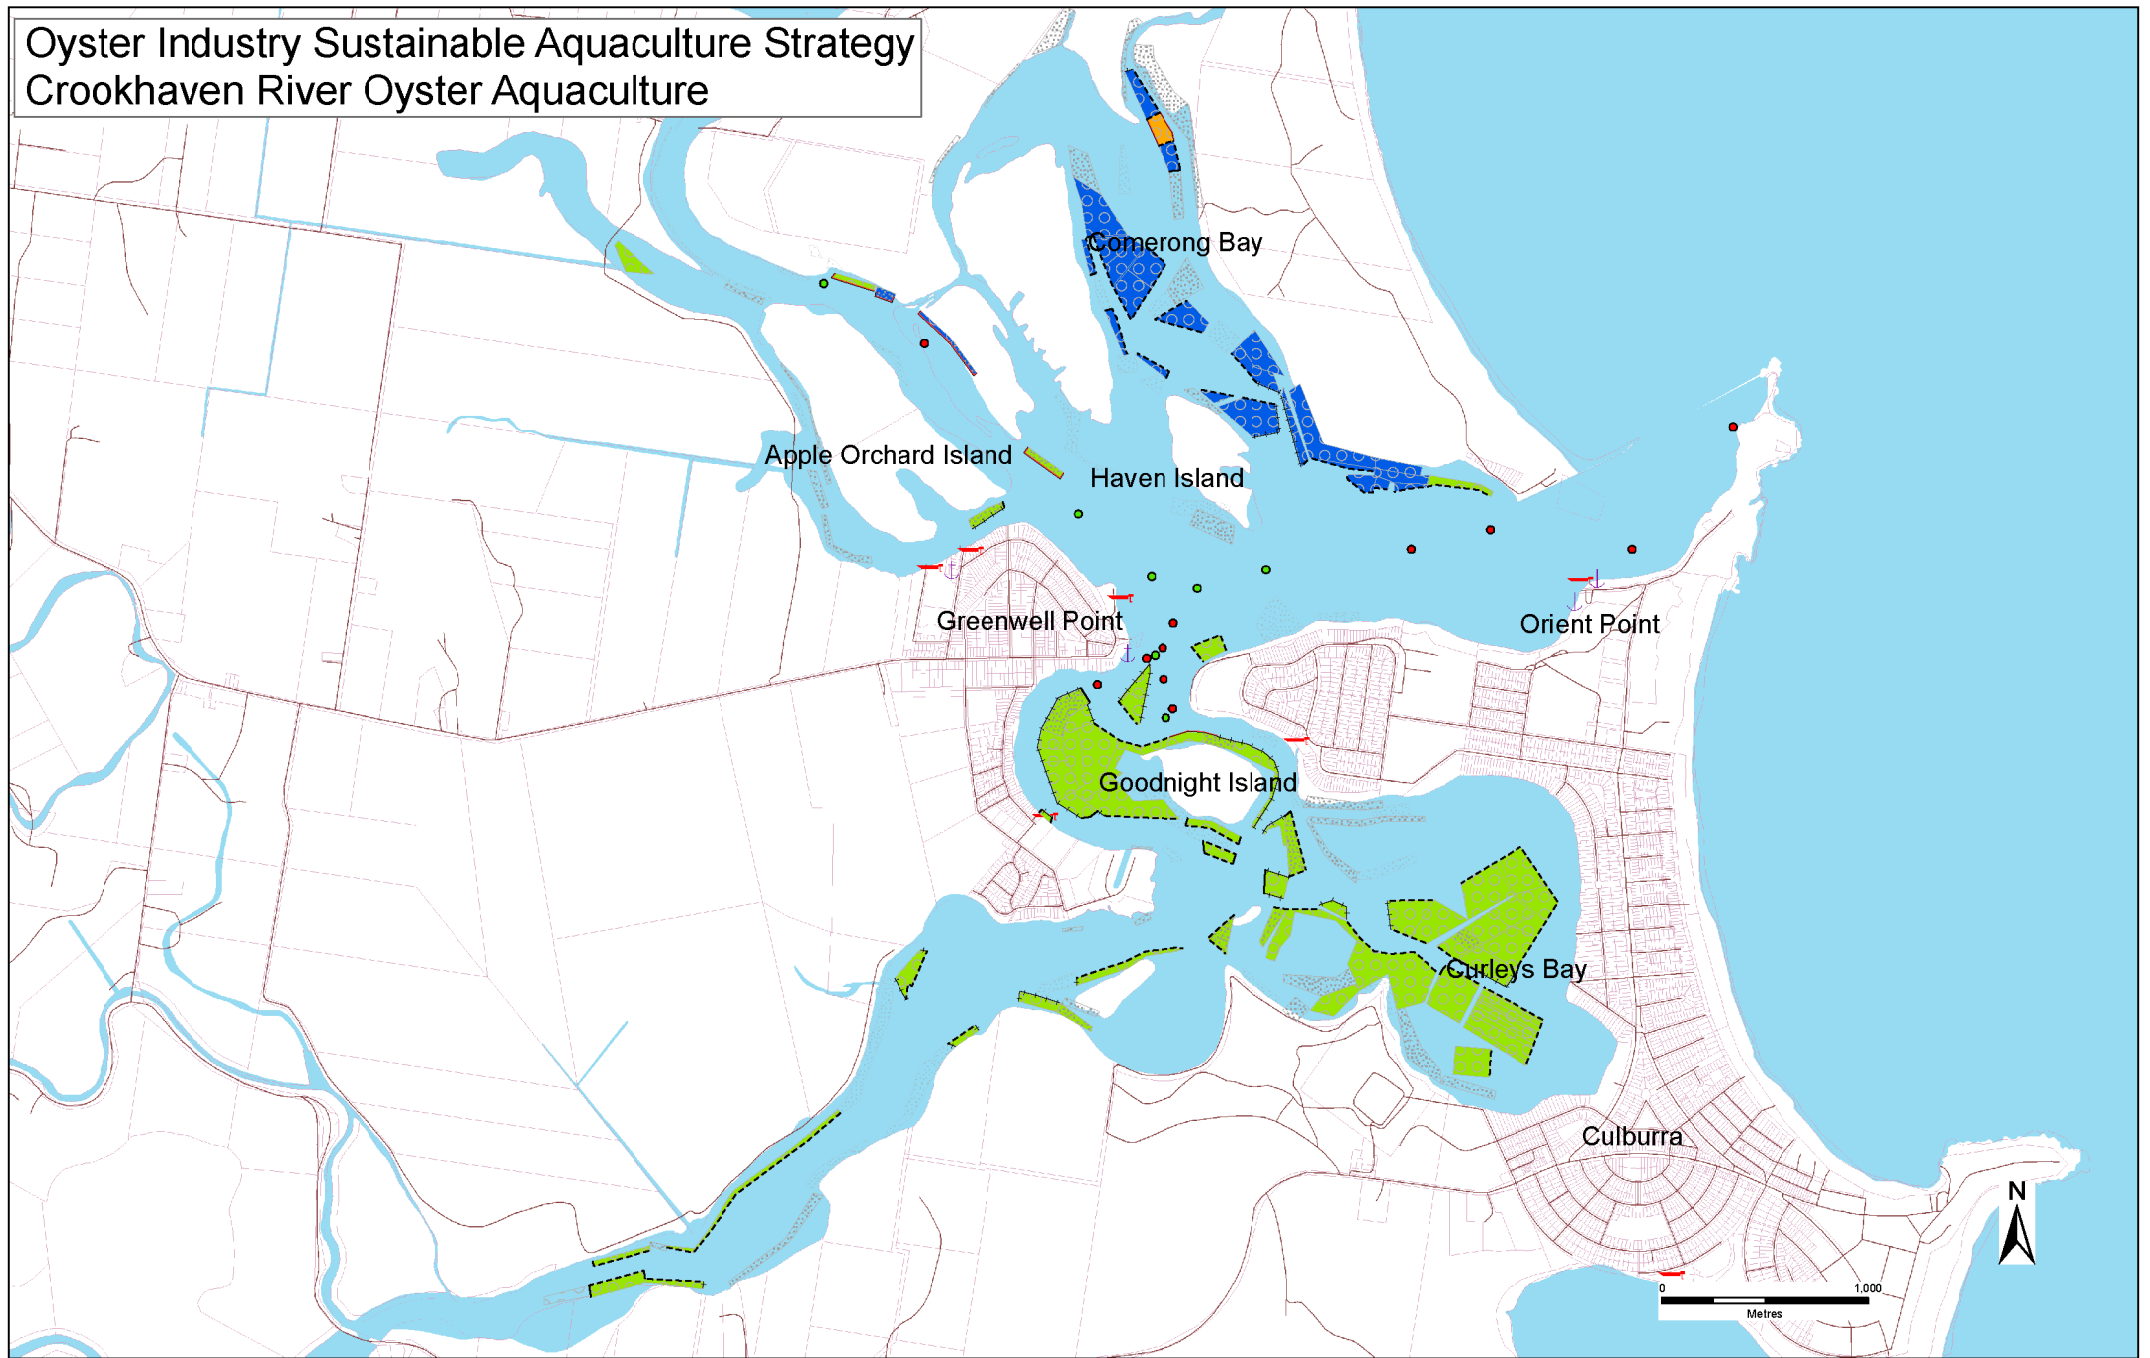 Oyster Industry Sustainable Aquaculture Strategy
Crookhaven River Oyster Aquaculture
Comerong Bay
Apple Orchard Island
Haven Island
Greenwell Point
Orient Point
Goodnight Island
Curleys Bay
Culburra
N
0 1,000
Metres